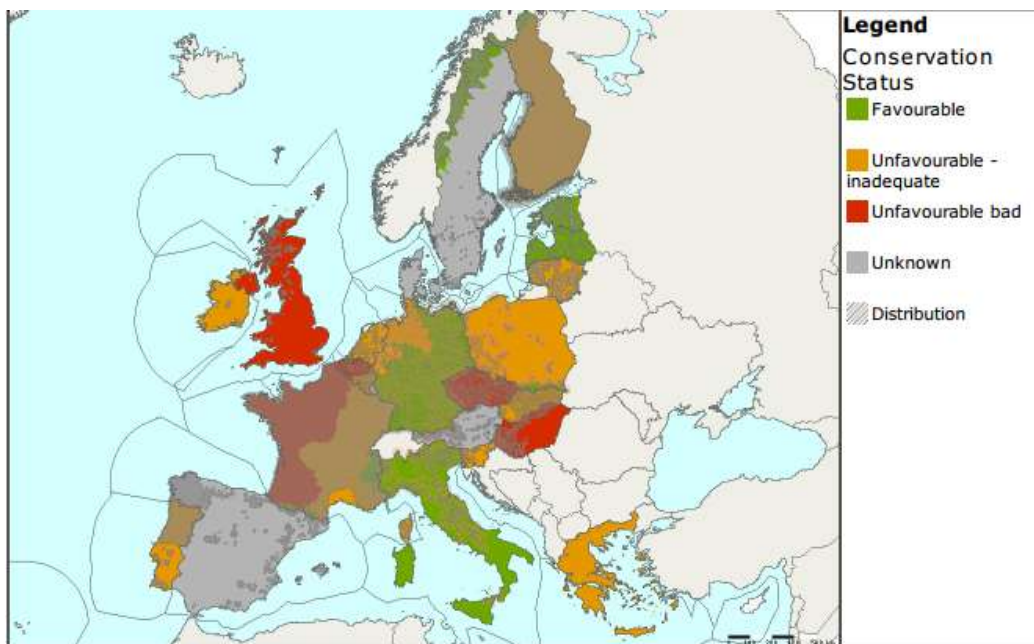 Legend
Conservation
Status
Favourable
Unfavourable -
inadequate
Unfavourable bad
Unknown
Distribution